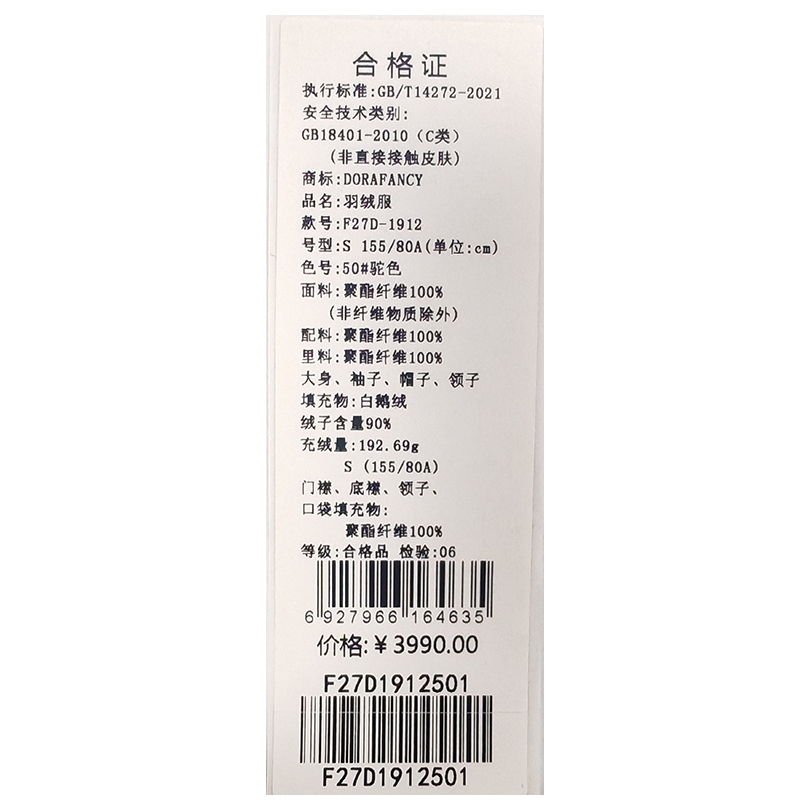 合格证
执行标准:GB/T14272-2021
安全技术类别:
GB18401-2010（C类）
(非直接接触皮肤)
商标:DORAFANCY
品名:羽绒服
款号:F27D-1912
号型:S 155/80A(单位:cm)
色号:50#驼色
面料:聚酯纤维100%
(非纤维物质除外)
配料:聚酯纤维100%
里料:聚酯纤维100%
大身、袖子、帽子、领子
填充物:白鹅绒
绒子含量90%
充绒量:192.69g
S (155/80A)
门襟、底襟、领子、
口袋填充物:
聚酯纤维100%
等级:合格品 检验:06
6 927966 164635
价格:￥3990.00
F27D1912501
F27D1912501